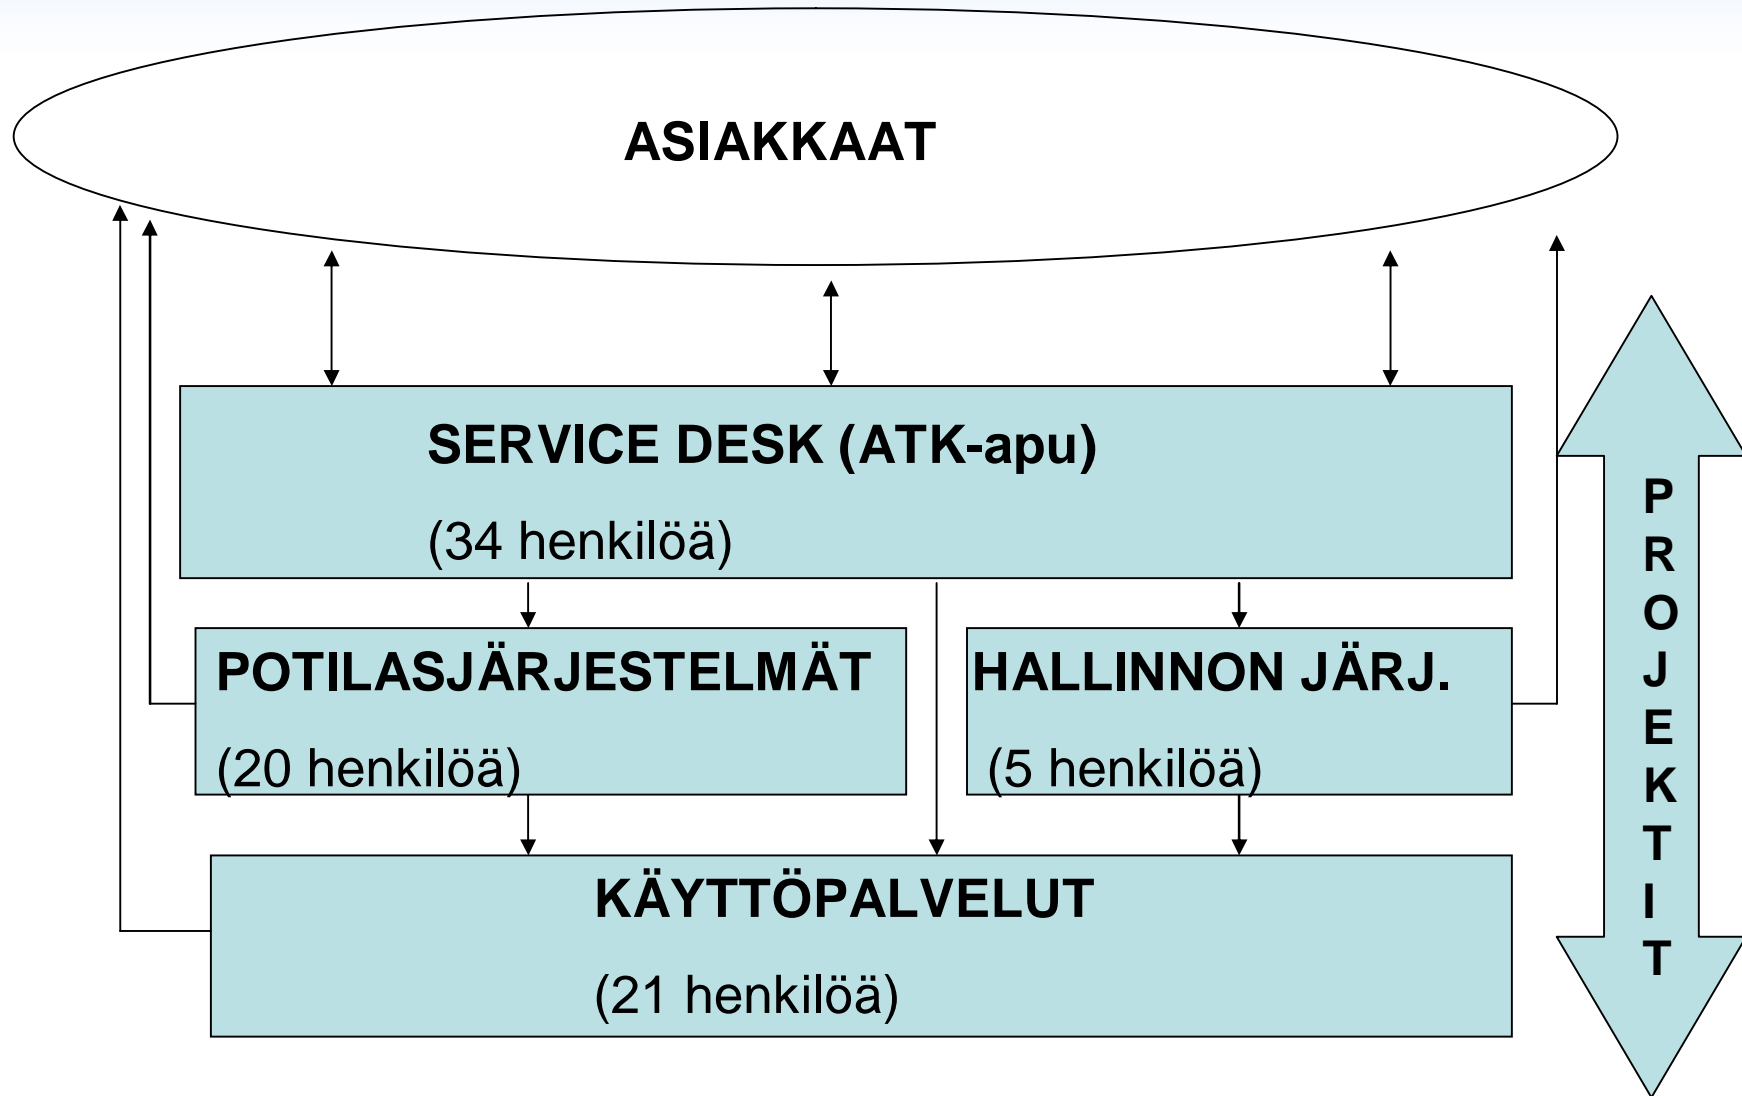 ASIAKKAAT
SERVICE DESK (ATK-apu)
(34 henkilöä)
POTILASJÄRJESTELMÄT
(20 henkilöä)
HALLINNON JÄRJ.
(5 henkilöä)
KÄYTTÖPALVELUT
(21 henkilöä)
P
R
O
J
E
K
T
I
T